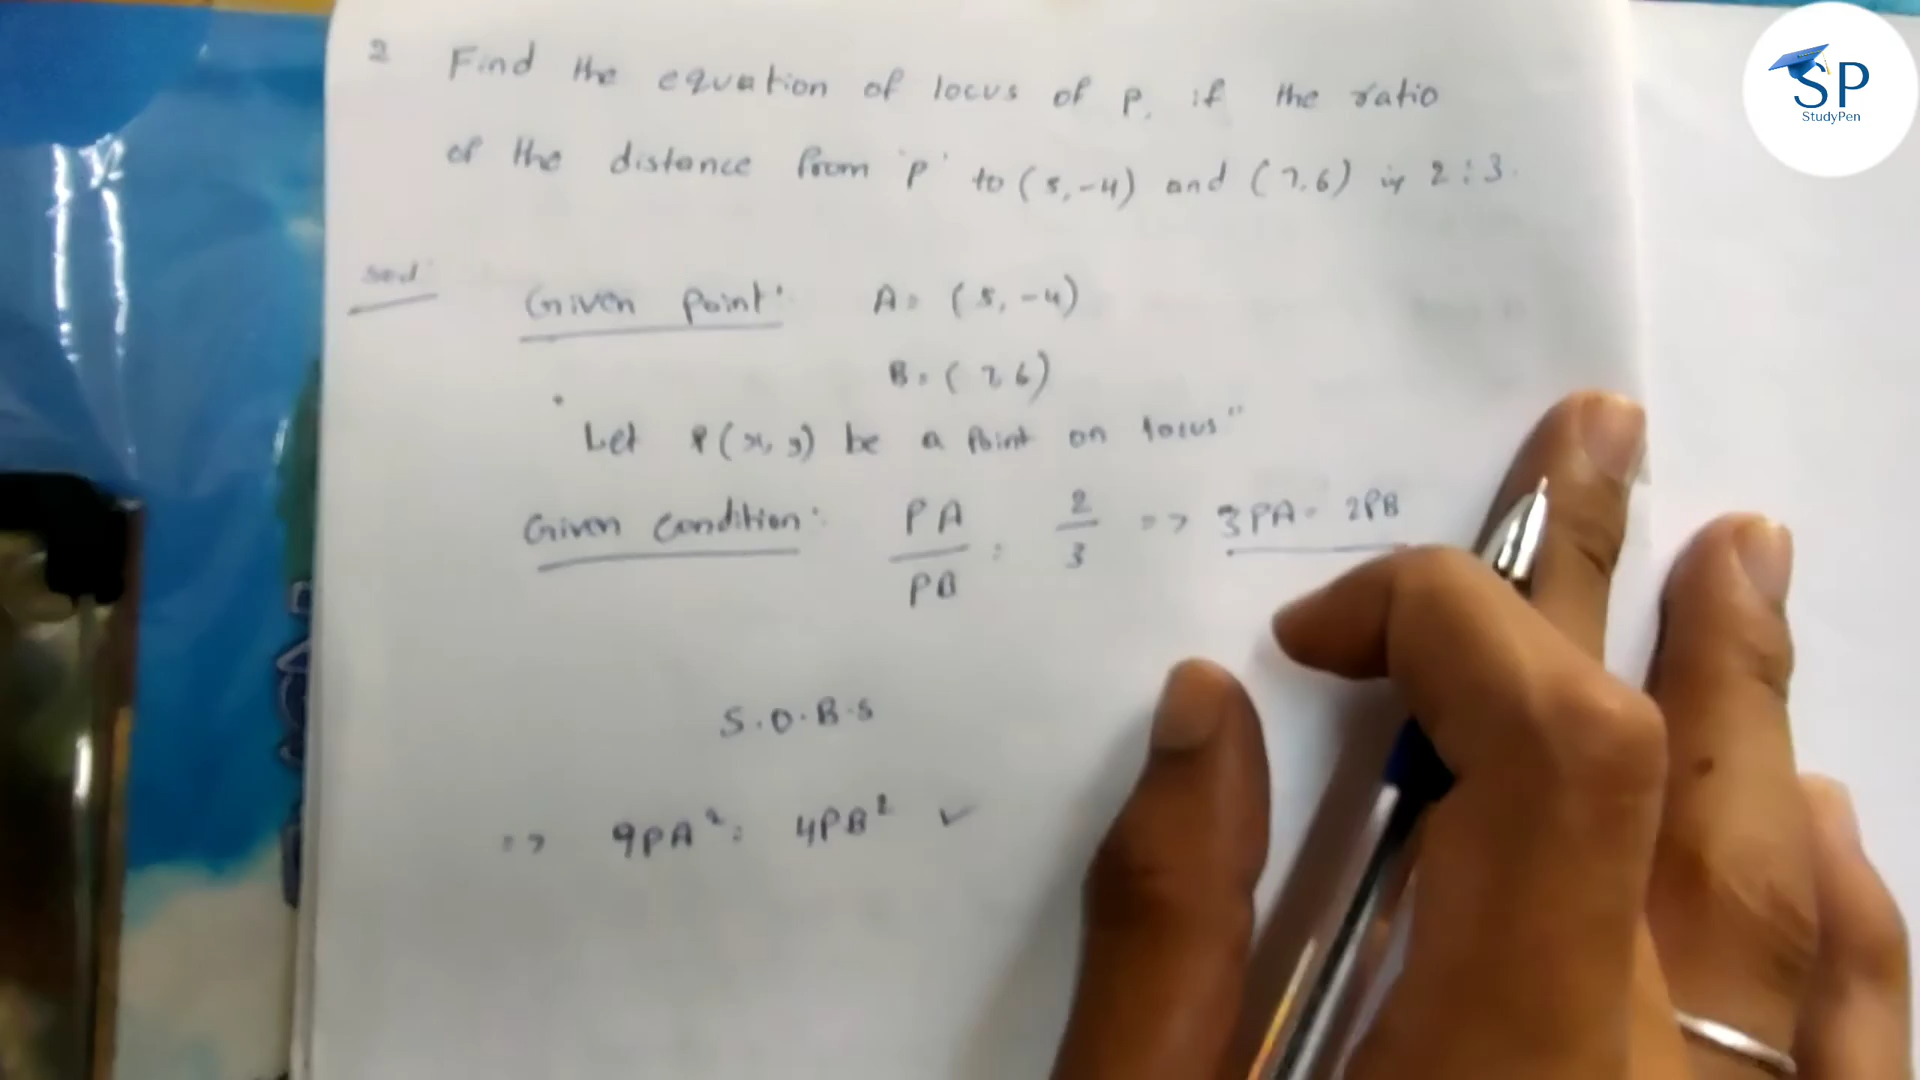 2 Find the equation of locus of P, if the ratio
of the distance from 'P' to (5,-4) and (7,6) is 2:3.
Sol:
Given point: A = (5, -4)
B = (7, 6)
Let P(x, y) be a point on locus"
Given Condition: PA/PB = 2/3 => 3PA = 2PB
S.O.B.S
=> 9PA² = 4PB² ✓
SP
StudyPen